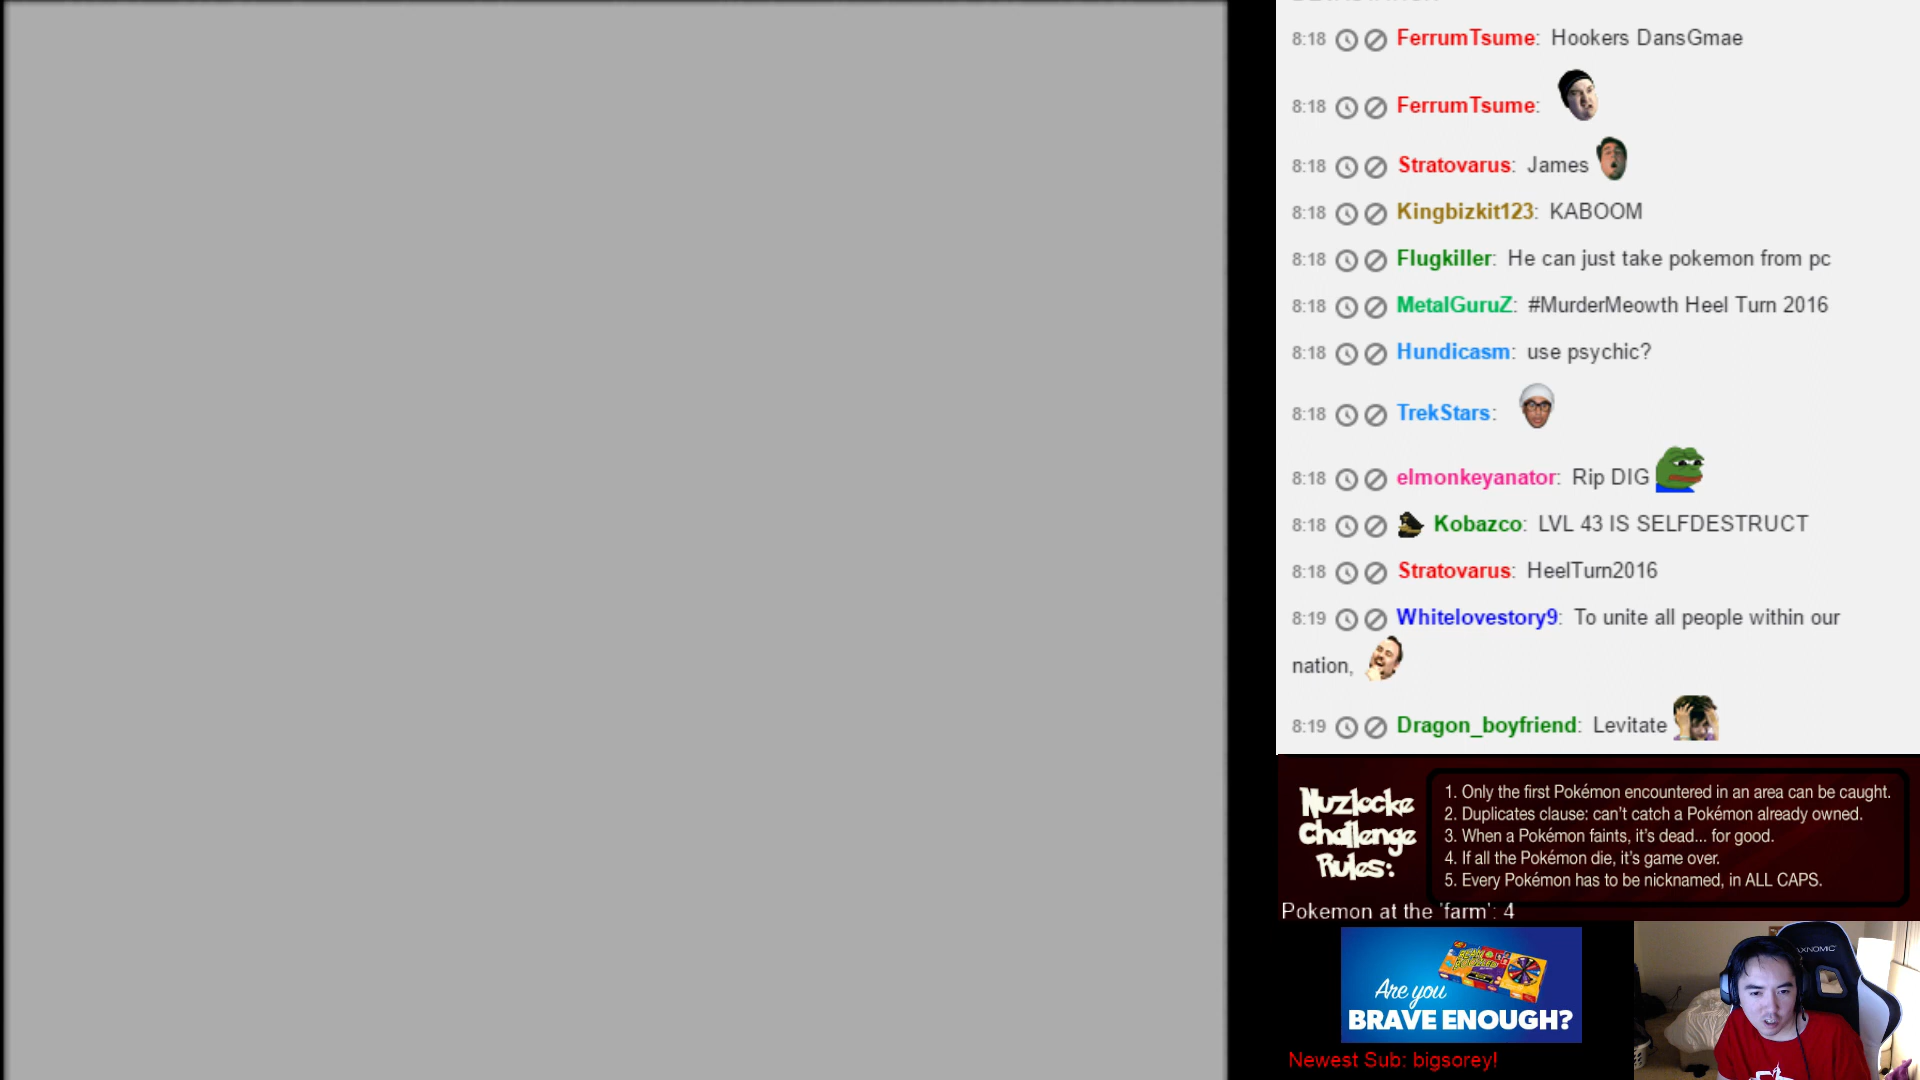 8:18 FerrumTsume: Hookers DansGmae
8:18 FerrumTsume:
8:18 Stratovarus: James
8:18 Kingbizkit123: KABOOM
8:18 Flugkiller: He can just take pokemon from pc
8:18 MetalGuruZ: #MurderMeowth Heel Turn 2016
8:18 Hundicasm: use psychic?
8:18 TrekStars:
8:18 elmonkeyanator: Rip DIG
8:18 Kobazco: LVL 43 IS SELFDESTRUCT
8:18 Stratovarus: HeelTurn2016
8:19 Whitelovestory9: To unite all people within our
nation,
8:19 Dragon_boyfriend: Levitate
Nuzlocke
Challenge
Rules:
1. Only the first Pokémon encountered in an area can be caught.
2. Duplicates clause: can't catch a Pokémon already owned.
3. When a Pokémon faints, it's dead... for good.
4. If all the Pokémon die, it's game over.
5. Every Pokémon has to be nicknamed, in ALL CAPS.
Pokemon at the 'farm': 4
Are you
BRAVE ENOUGH?
Newest Sub: bigsorey!